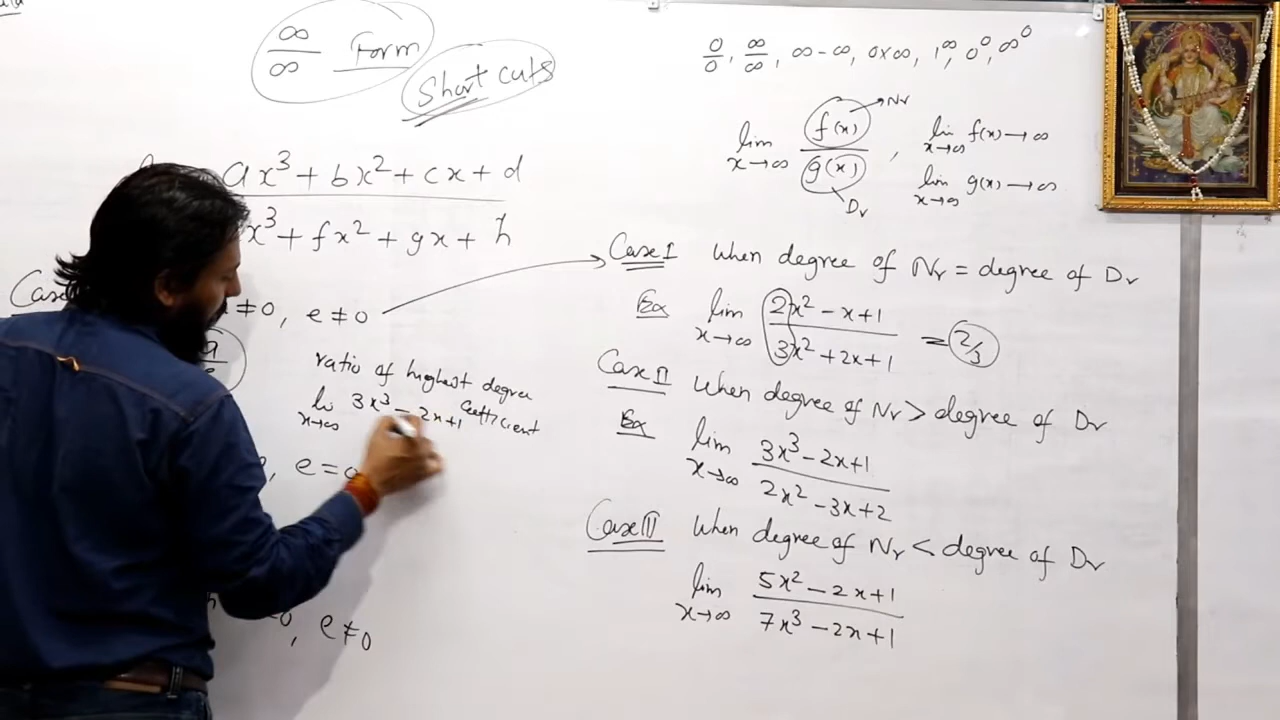 ∞/∞ Form
Short cuts
ax³ + bx² + cx + d
x³ + fx² + gx + h
Case
≠0, e≠0
a
ratio of highest degree
lim x→∞ 3x³ − 2x+1
e=0
, e≠0
0/0, ∞/∞, ∞−∞, 0×∞, 1^∞, 0⁰, ∞⁰
lim x→∞ f(x)/g(x), lim x→∞ f(x)→∞
Nr
lim x→∞ g(x)→∞
Dr
Case I When degree of Nr = degree of Dr
Ex lim x→∞ (2x² − x+1)/(3x² + 2x+1) = 2/3
Case II When degree of Nr > degree of Dr
Ex lim x→∞ (3x³ − 2x+1)/(2x² − 3x+2)
Case III When degree of Nr < degree of Dr
lim x→∞ (5x² − 2x+1)/(7x³ − 2x+1)